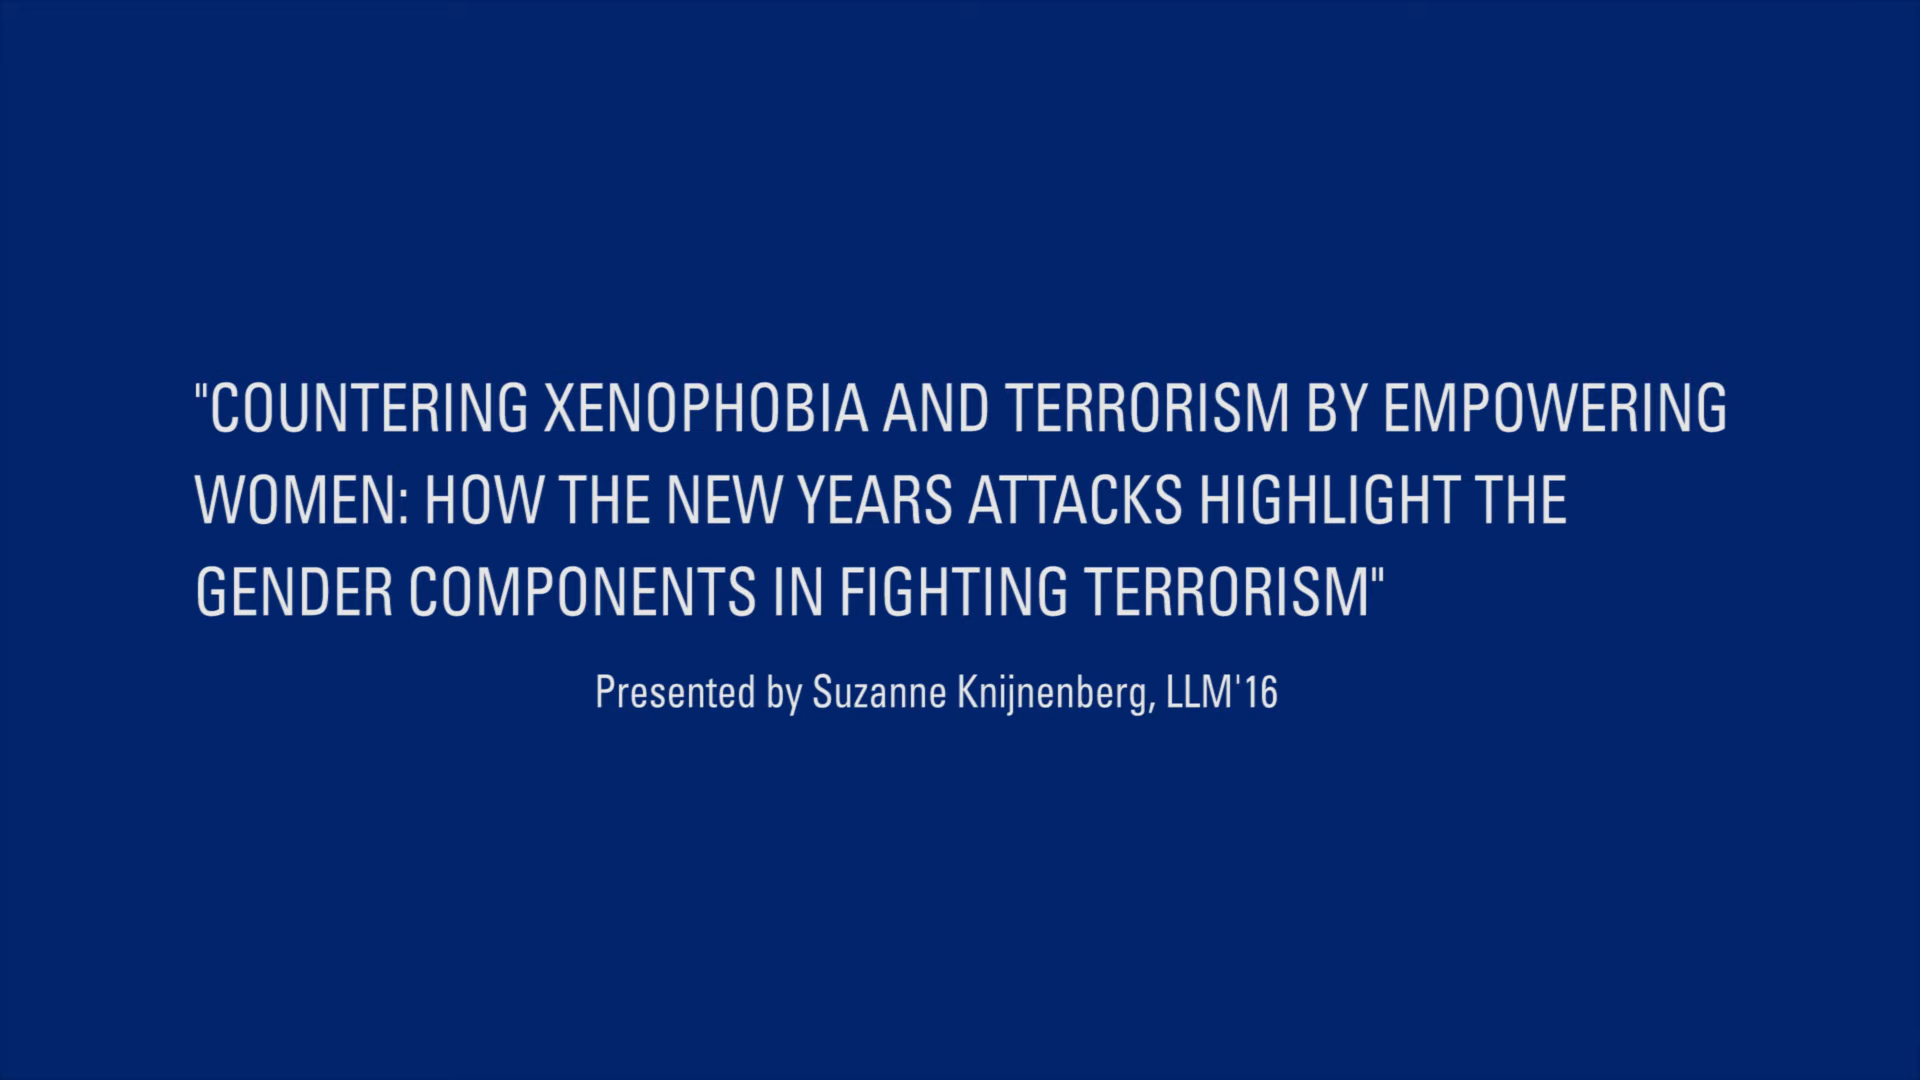 "COUNTERING XENOPHOBIA AND TERRORISM BY EMPOWERING
WOMEN: HOW THE NEW YEARS ATTACKS HIGHLIGHT THE
GENDER COMPONENTS IN FIGHTING TERRORISM"
Presented by Suzanne Knijnenberg, LLM'16